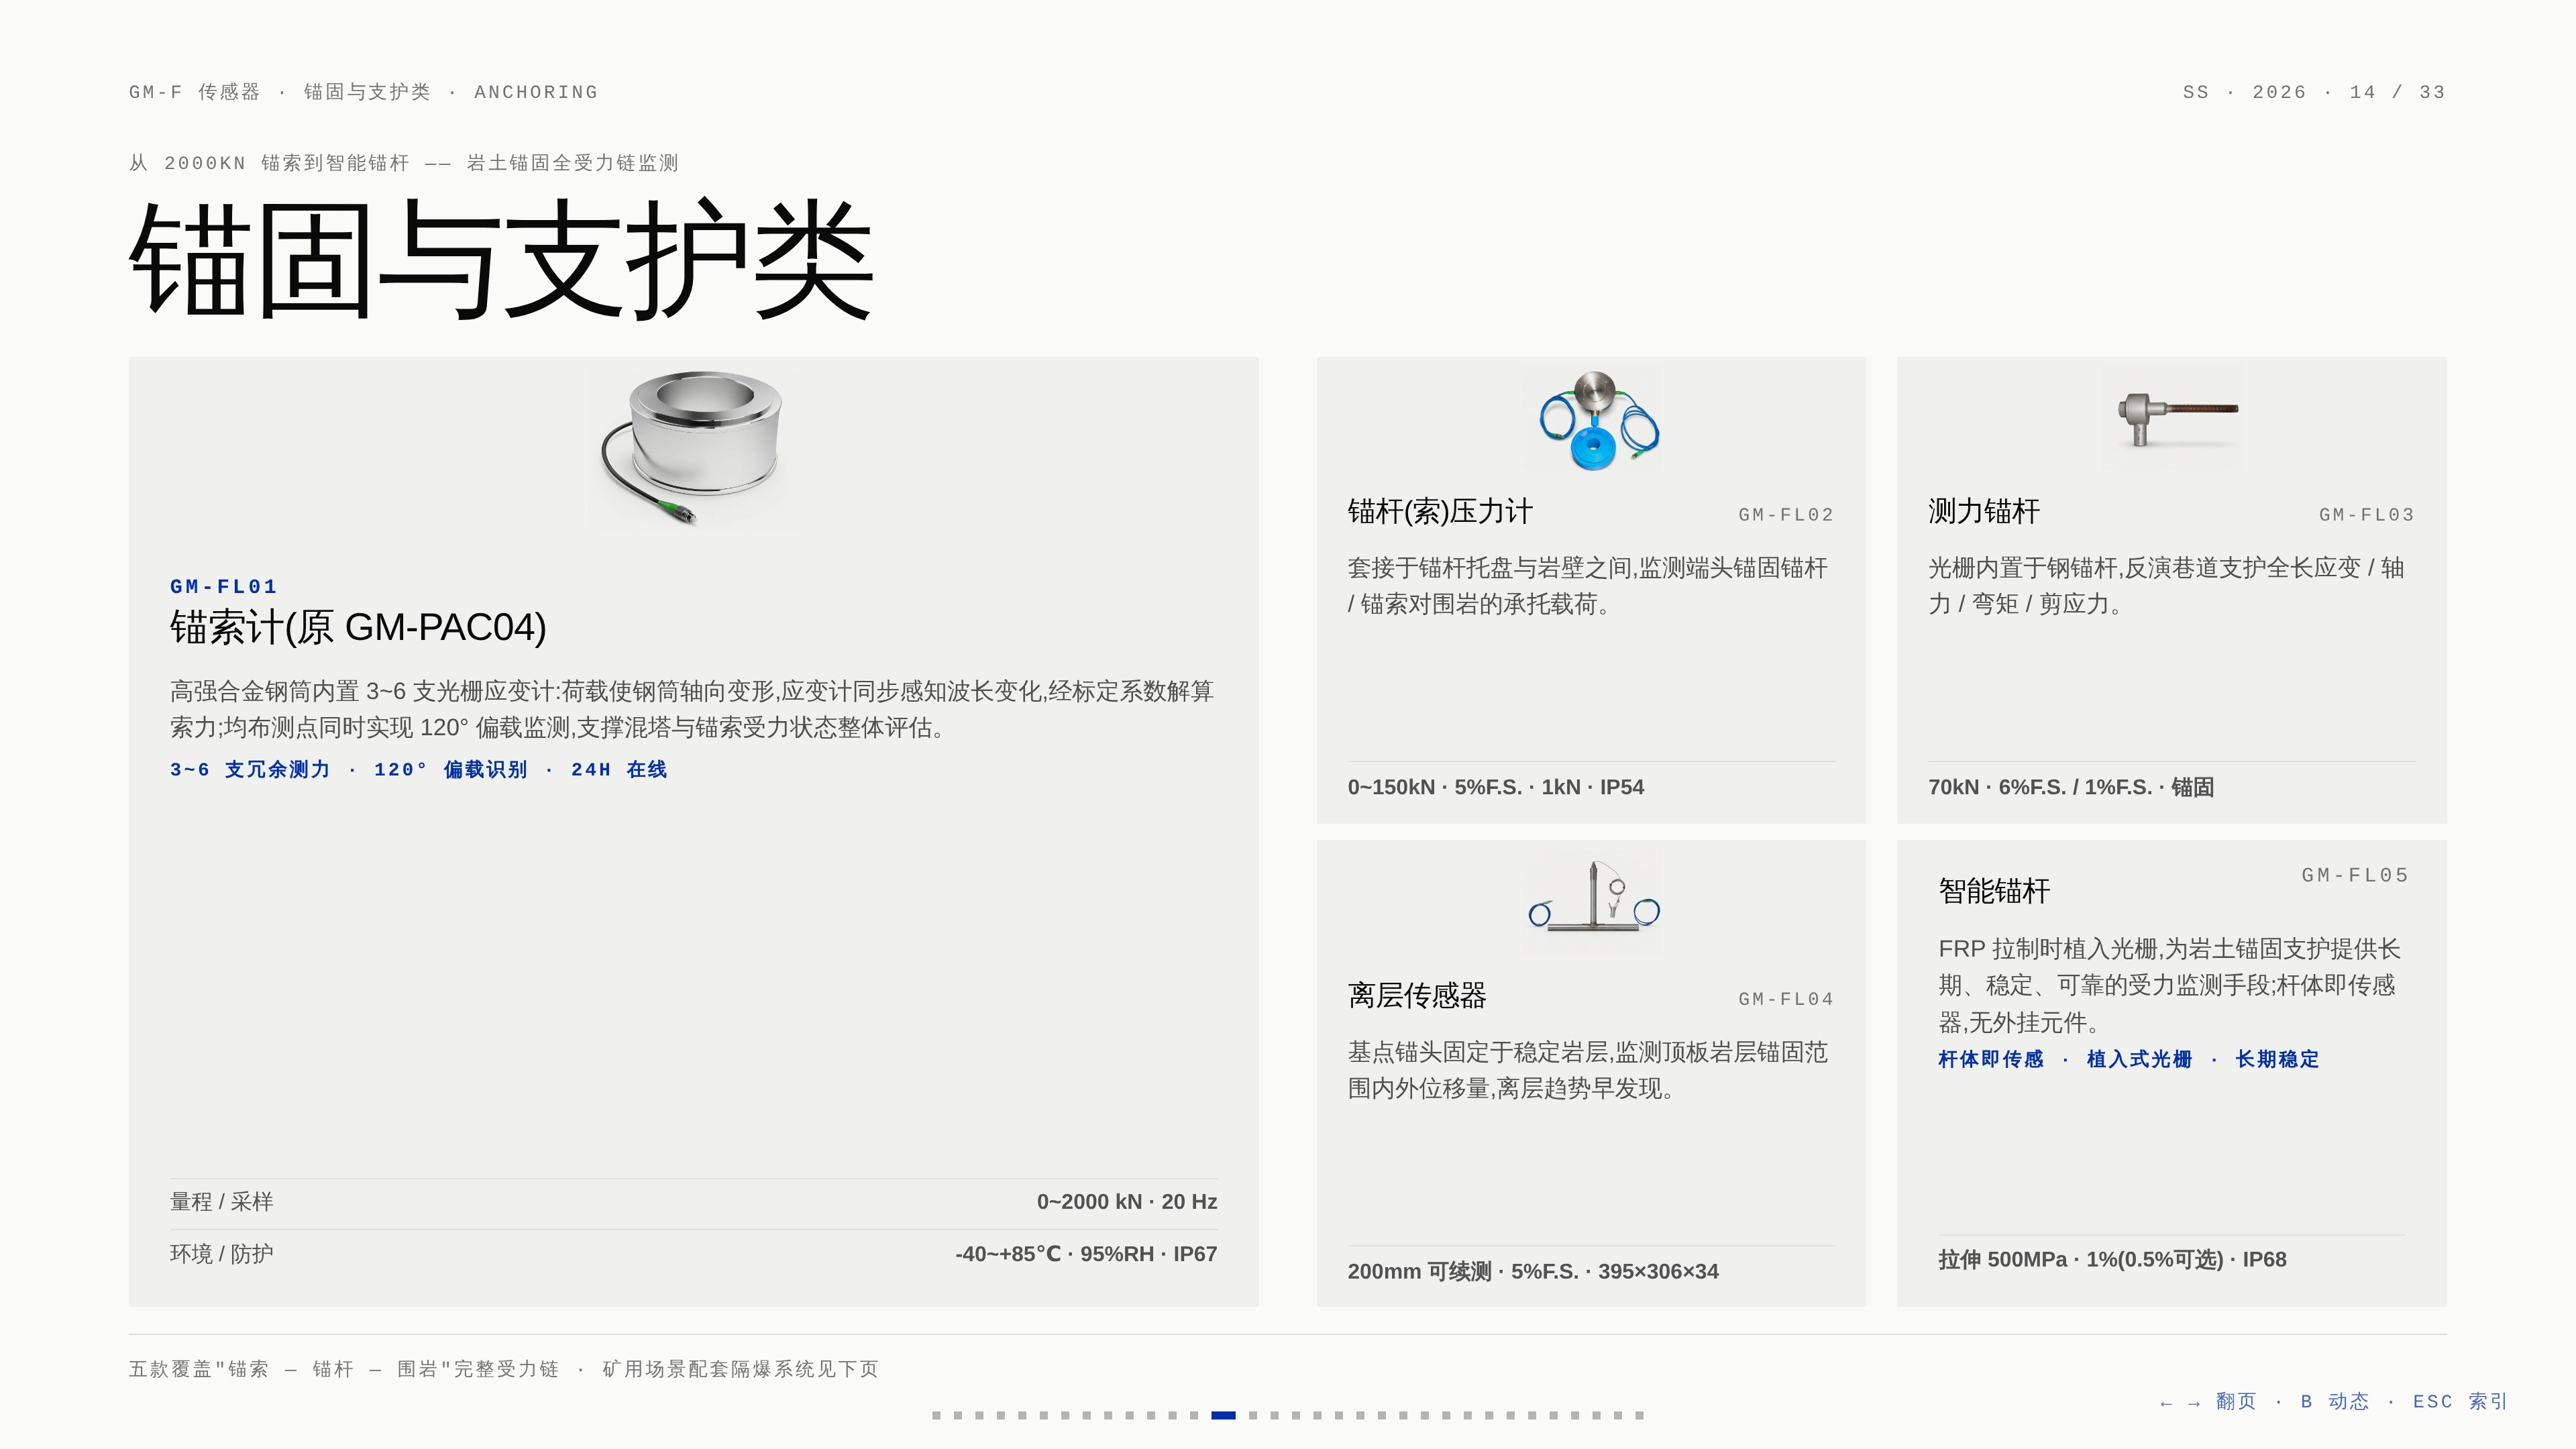 GM-F 传感器 · 锚固与支护类 · ANCHORING
SS · 2026 · 14 / 33
从 2000KN 锚索到智能锚杆 —— 岩土锚固全受力链监测
锚固与支护类
GM-FL01
锚索计(原 GM-PAC04)
高强合金钢筒内置 3~6 支光栅应变计:荷载使钢筒轴向变形,应变计同步感知波长变化,经标定系数解算
索力;均布测点同时实现 120° 偏载监测,支撑混塔与锚索受力状态整体评估。
3~6 支冗余测力 · 120° 偏载识别 · 24H 在线
量程 / 采样
0~2000 kN · 20 Hz
环境 / 防护
-40~+85℃ · 95%RH · IP67
锚杆(索)压力计
GM-FL02
套接于锚杆托盘与岩壁之间,监测端头锚固锚杆
/ 锚索对围岩的承托载荷。
0~150kN · 5%F.S. · 1kN · IP54
测力锚杆
GM-FL03
光栅内置于钢锚杆,反演巷道支护全长应变 / 轴
力 / 弯矩 / 剪应力。
70kN · 6%F.S. / 1%F.S. · 锚固
离层传感器
GM-FL04
基点锚头固定于稳定岩层,监测顶板岩层锚固范
围内外位移量,离层趋势早发现。
200mm 可续测 · 5%F.S. · 395×306×34
智能锚杆
GM-FL05
FRP 拉制时植入光栅,为岩土锚固支护提供长
期、稳定、可靠的受力监测手段;杆体即传感
器,无外挂元件。
杆体即传感 · 植入式光栅 · 长期稳定
拉伸 500MPa · 1%(0.5%可选) · IP68
五款覆盖"锚索 — 锚杆 — 围岩"完整受力链 · 矿用场景配套隔爆系统见下页
← → 翻页 · B 动态 · ESC 索引